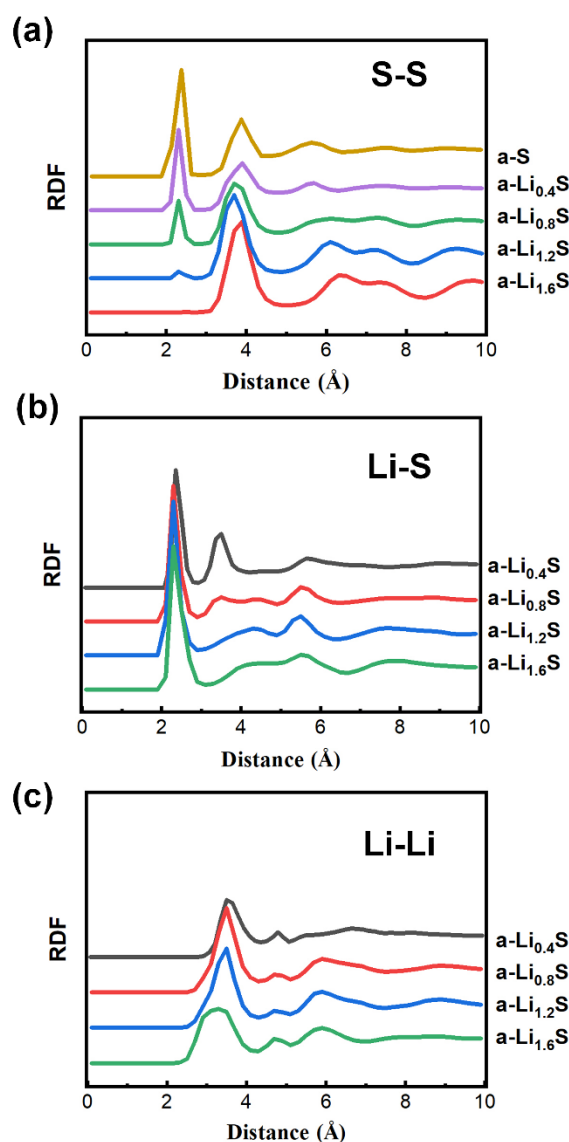 (a)
S-S
RDF
a-S
a-Li₀.₄S
a-Li₀.₈S
a-Li₁.₂S
a-Li₁.₆S
0 2 4 6 8 10
Distance (Å)
(b)
Li-S
RDF
a-Li₀.₄S
a-Li₀.₈S
a-Li₁.₂S
a-Li₁.₆S
0 2 4 6 8 10
Distance (Å)
(c)
Li-Li
RDF
a-Li₀.₄S
a-Li₀.₈S
a-Li₁.₂S
a-Li₁.₆S
0 2 4 6 8 10
Distance (Å)